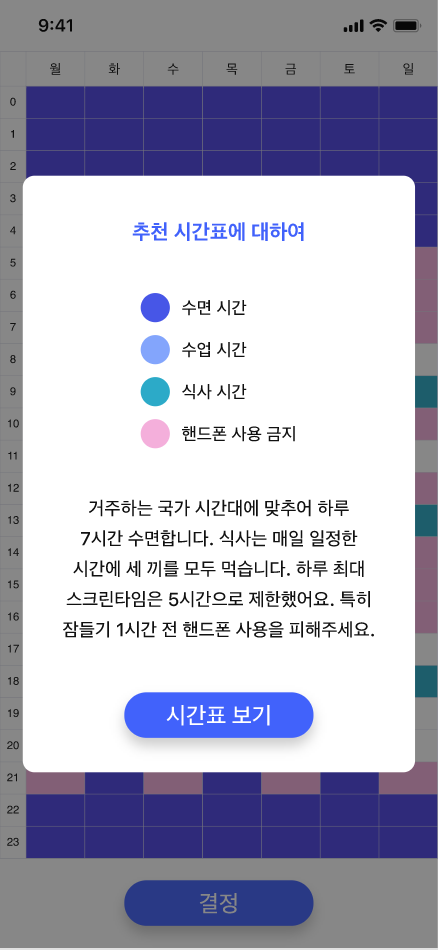 9:41
월 화 수 목 금 토 일
0
1
2
3
4
5
6
7
8
9
10
11
12
13
14
15
16
17
18
19
20
21
22
23
추천 시간표에 대하여
수면 시간
수업 시간
식사 시간
핸드폰 사용 금지
거주하는 국가 시간대에 맞추어 하루
7시간 수면합니다. 식사는 매일 일정한
시간에 세 끼를 모두 먹습니다. 하루 최대
스크린타임은 5시간으로 제한했어요. 특히
잠들기 1시간 전 핸드폰 사용을 피해주세요.
시간표 보기
결정